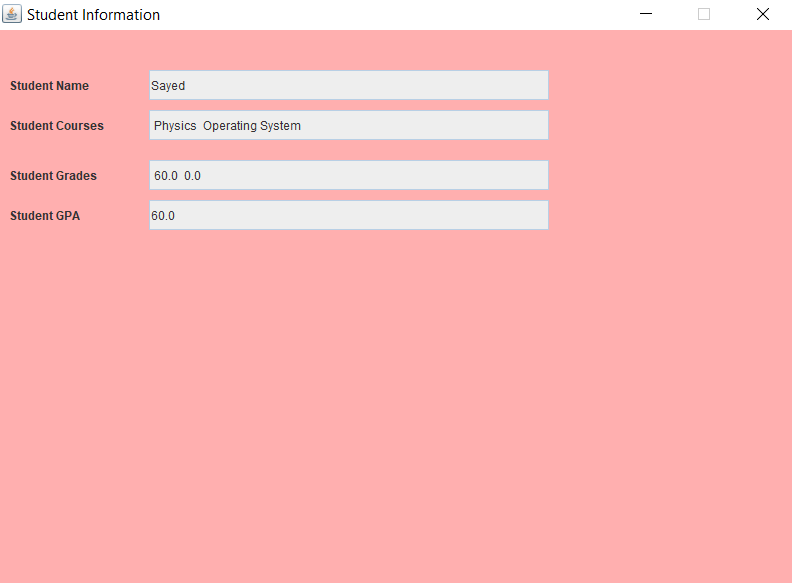 Student Information
Student Name Sayed
Student Courses Physics Operating System
Student Grades 60.0 0.0
Student GPA 60.0